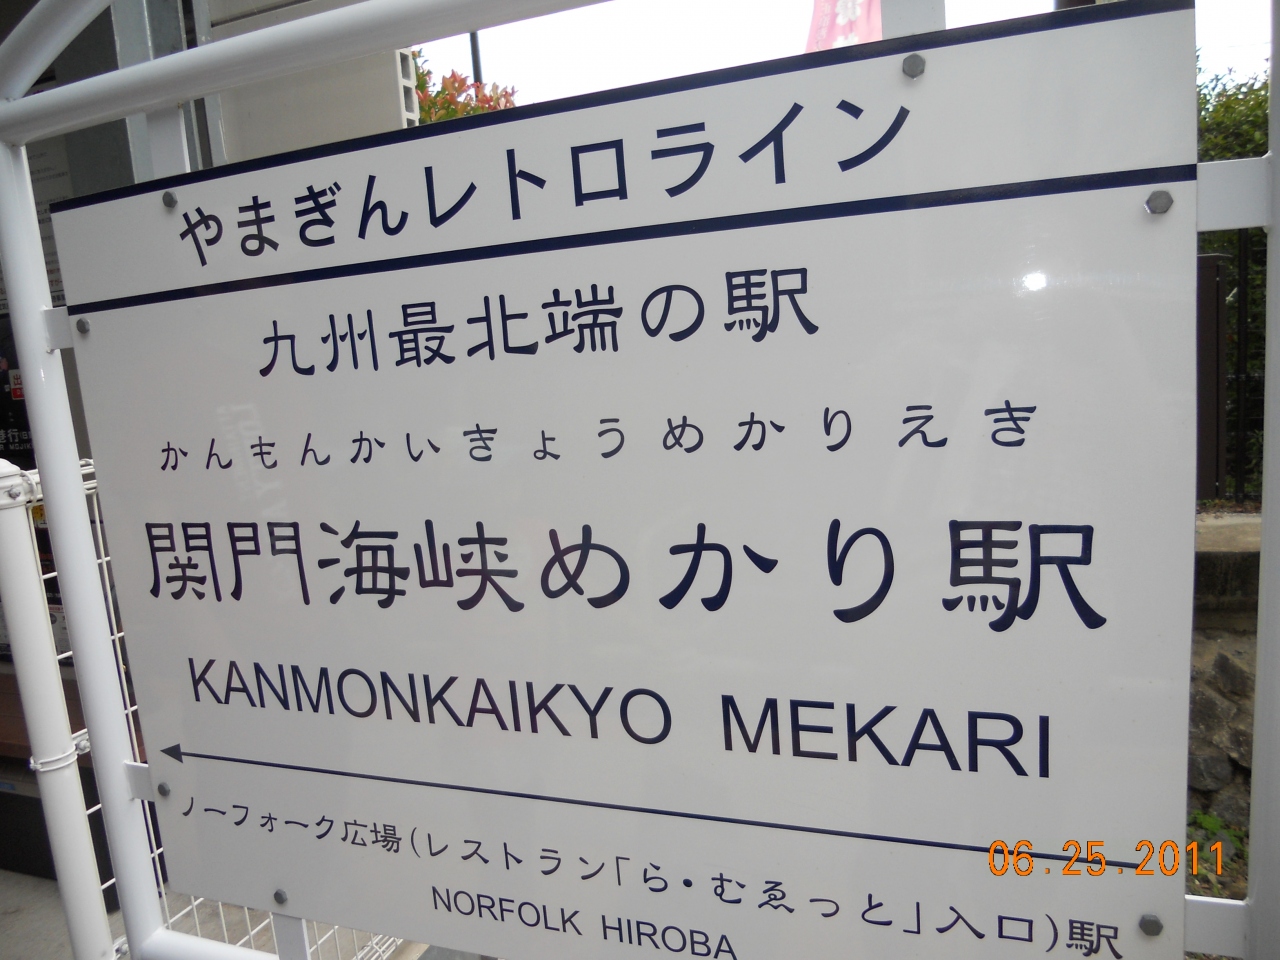 やまぎんレトロライン
九州最北端の駅
かんもんかいきょうめかりえき
関門海峡めかり駅
KANMONKAIKYO MEKARI
ノーフォーク広場(レストラン「ら・むゑっと」入口)駅
NORFOLK HIROBA
06.25.2011